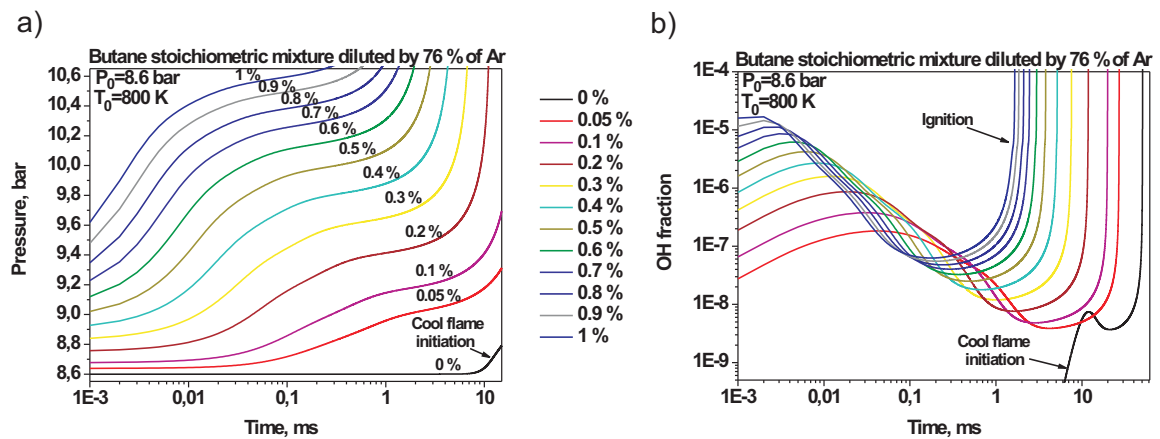 a)
Butane stoichiometric mixture diluted by 76 % of Ar
P0=8.6 bar
T0=800 K
10,6
10,4
10,2
10,0
9,8
9,6
9,4
9,2
9,0
8,8
8,6
Pressure, bar
1 %
0.9 %
0.8 %
0.7 %
0.6 %
0.5 %
0.4 %
0.3 %
0.2 %
0.1 %
0.05 %
Cool flame
initiation
0 %
1E-3
0,01
0,1
1
10
Time, ms
0 %
0.05 %
0.1 %
0.2 %
0.3 %
0.4 %
0.5 %
0.6 %
0.7 %
0.8 %
0.9 %
1 %
b)
Butane stoichiometric mixture diluted by 76 % of Ar
P0=8.6 bar
T0=800 K
1E-4
1E-5
1E-6
1E-7
1E-8
1E-9
OH fraction
Ignition
Cool flame
initiation
1E-3
0,01
0,1
1
10
Time, ms